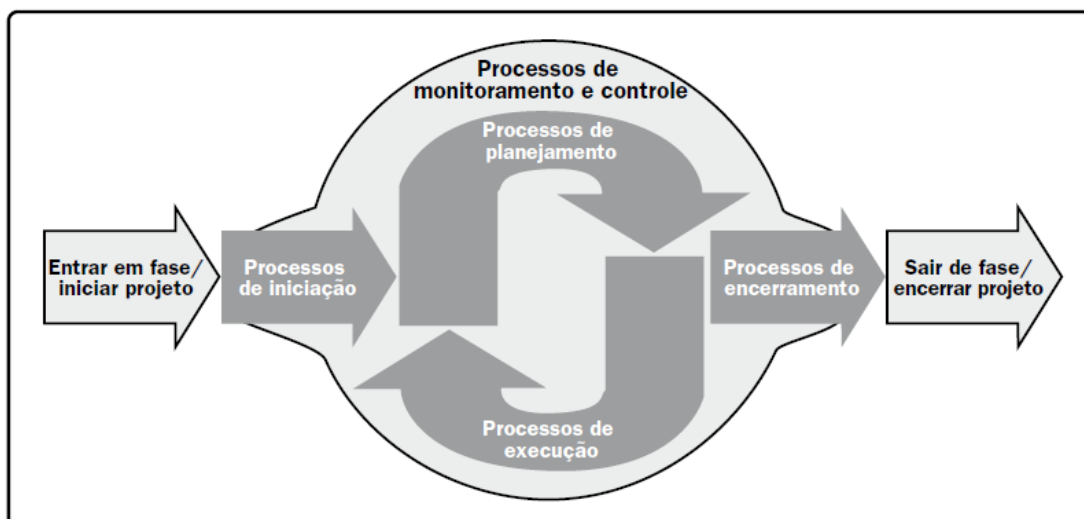 Processos de
monitoramento e controle
Processos de
planejamento
Entrar em fase/
iniciar projeto
Processos
de iniciação
Processos de
encerramento
Sair de fase/
encerrar projeto
Processos de
execução